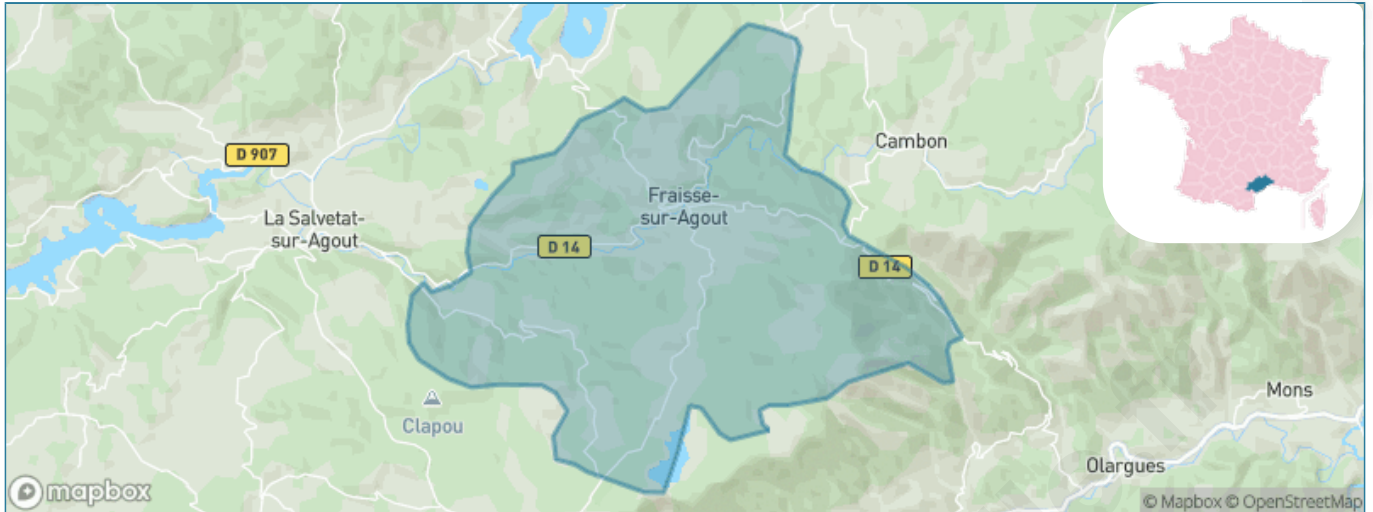 D 907
Cambon
Fraisse-
sur-Agout
La Salvetat-
sur-Agout
D 14
D 14
Clapou
Mons
Olargues
mapbox
© Mapbox © OpenStreetMap